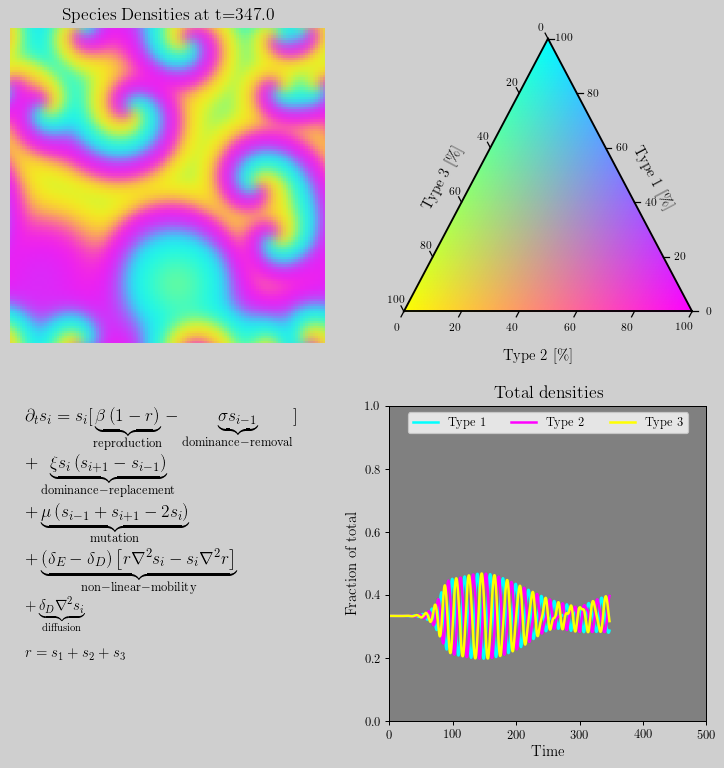 Species Densities at t=347.0
0
100
20
80
40
60
Type 3 [%]
Type 1 [%]
60
40
80
20
100
0
0
20
40
60
80
100
Type 2 [%]
∂ₜsᵢ = sᵢ[β (1 − r) − σsᵢ₋₁ ]
reproduction dominance−removal
+ ξsᵢ (sᵢ₊₁ − sᵢ₋₁)
dominance−replacement
+ μ (sᵢ₋₁ + sᵢ₊₁ − 2sᵢ)
mutation
+ (δ_E − δ_D) [r∇²sᵢ − sᵢ∇²r]
non−linear−mobility
+ δ_D∇²sᵢ
diffusion
r = s₁ + s₂ + s₃
Total densities
Type 1 Type 2 Type 3
1.0
0.8
0.6
0.4
0.2
0.0
Fraction of total
0 100 200 300 400 500
Time